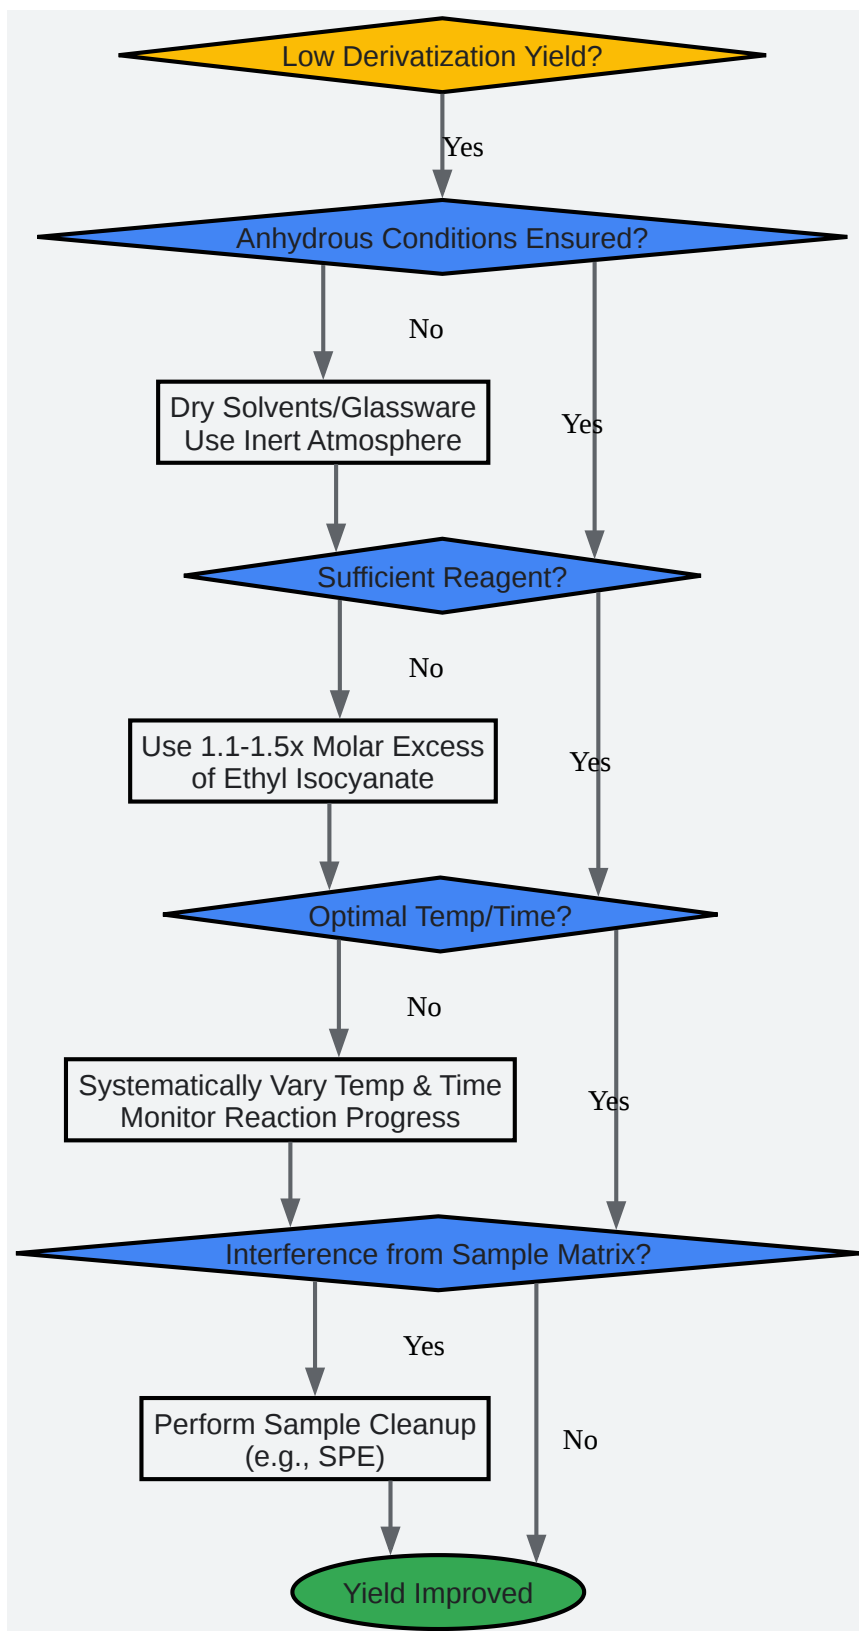 Low Derivatization Yield?
Yes
Anhydrous Conditions Ensured?
No
Dry Solvents/Glassware
Use Inert Atmosphere
Yes
Sufficient Reagent?
No
Use 1.1-1.5x Molar Excess
of Ethyl Isocyanate
Yes
Optimal Temp/Time?
No
Systematically Vary Temp & Time
Monitor Reaction Progress
Yes
Interference from Sample Matrix?
Yes
Perform Sample Cleanup
(e.g., SPE)
No
Yield Improved